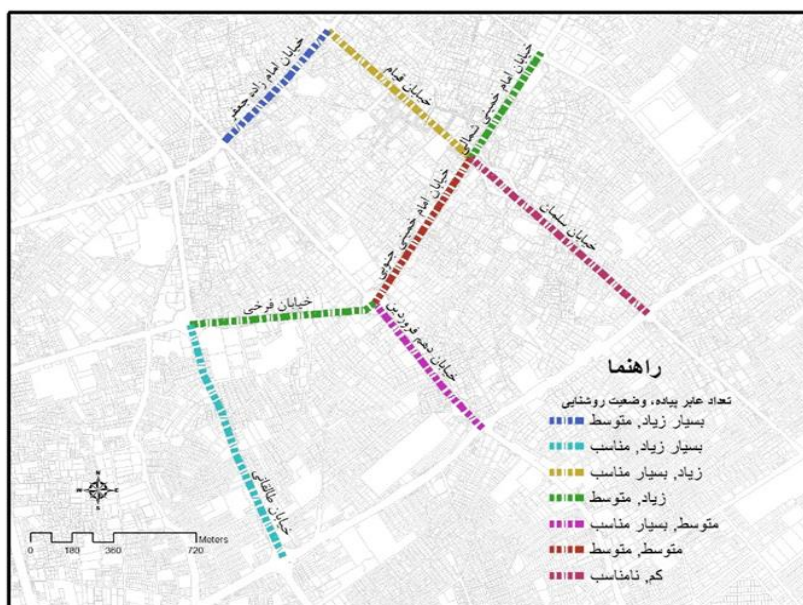 خیابان امام زاده جعفر
خیابان قیام
خیابان امام خمینی شمالی
خیابان امام خمینی جنوبی
خیابان سلمان
خیابان فرخی
خیابان دهم فروردین
خیابان طالقانی
راهنما
تعداد عابر پیاده، وضعیت روشنایی
بسیار زیاد, متوسط
بسیار زیاد, مناسب
زیاد, بسیار مناسب
زیاد, متوسط
متوسط, بسیار مناسب
متوسط, متوسط
کم, نامناسب
N
W E
S
Meters
0 180 360 720